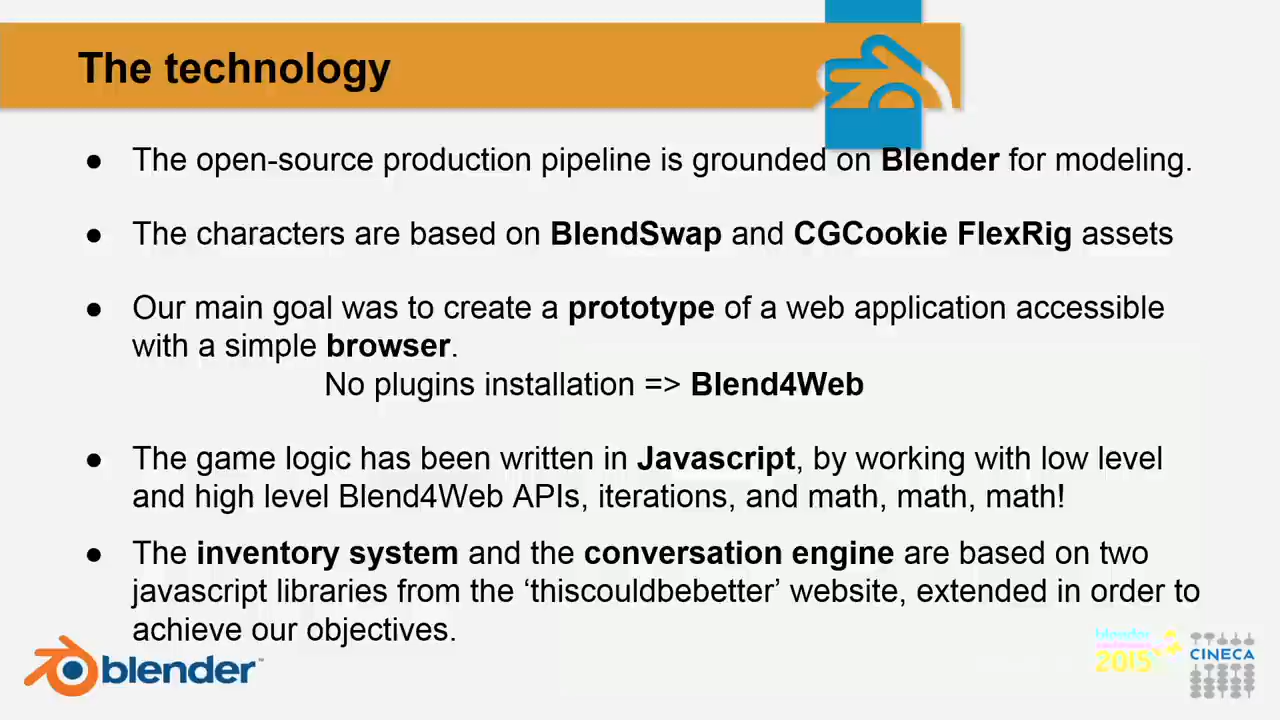 The technology
● The open-source production pipeline is grounded on Blender for modeling.
● The characters are based on BlendSwap and CGCookie FlexRig assets
● Our main goal was to create a prototype of a web application accessible
with a simple browser.
No plugins installation => Blend4Web
● The game logic has been written in Javascript, by working with low level
and high level Blend4Web APIs, iterations, and math, math, math!
● The inventory system and the conversation engine are based on two
javascript libraries from the ‘thiscouldbebetter’ website, extended in order to
achieve our objectives.
blender™
blender
2015
CINECA